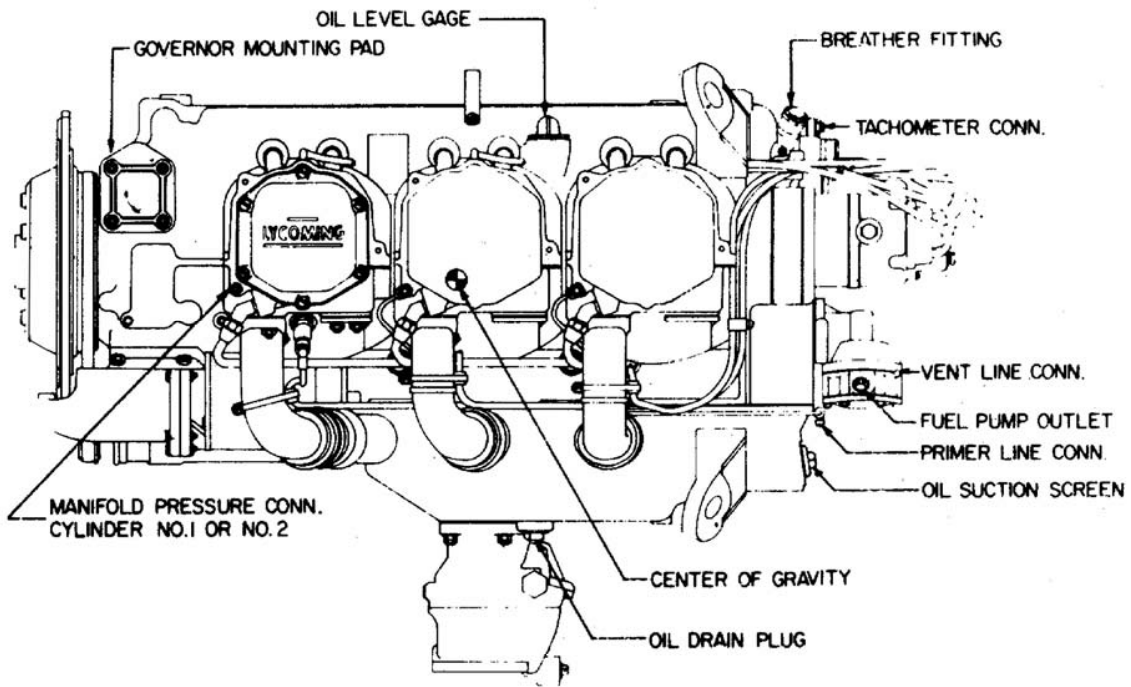 OIL LEVEL GAGE
GOVERNOR MOUNTING PAD
BREATHER FITTING
TACHOMETER CONN.
LYCOMING
VENT LINE CONN.
FUEL PUMP OUTLET
PRIMER LINE CONN.
OIL SUCTION SCREEN
MANIFOLD PRESSURE CONN.
CYLINDER NO.1 OR NO.2
CENTER OF GRAVITY
OIL DRAIN PLUG